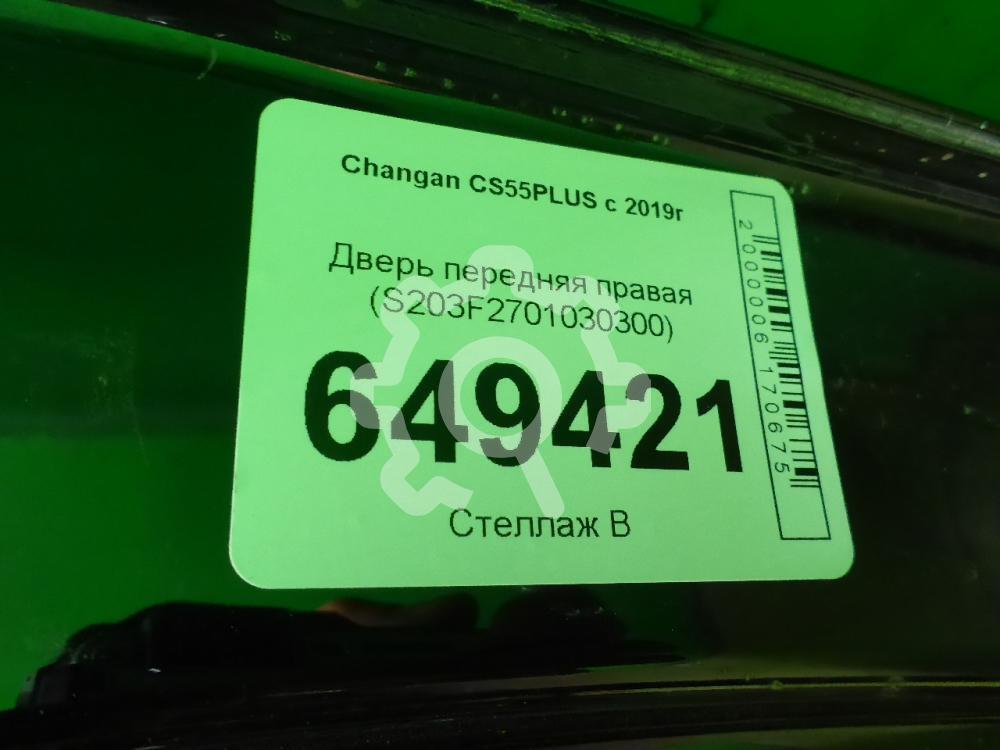 Changan CS55PLUS с 2019г
Дверь передняя правая
(S203F2701030300)
649421
Стеллаж В
2000006170675